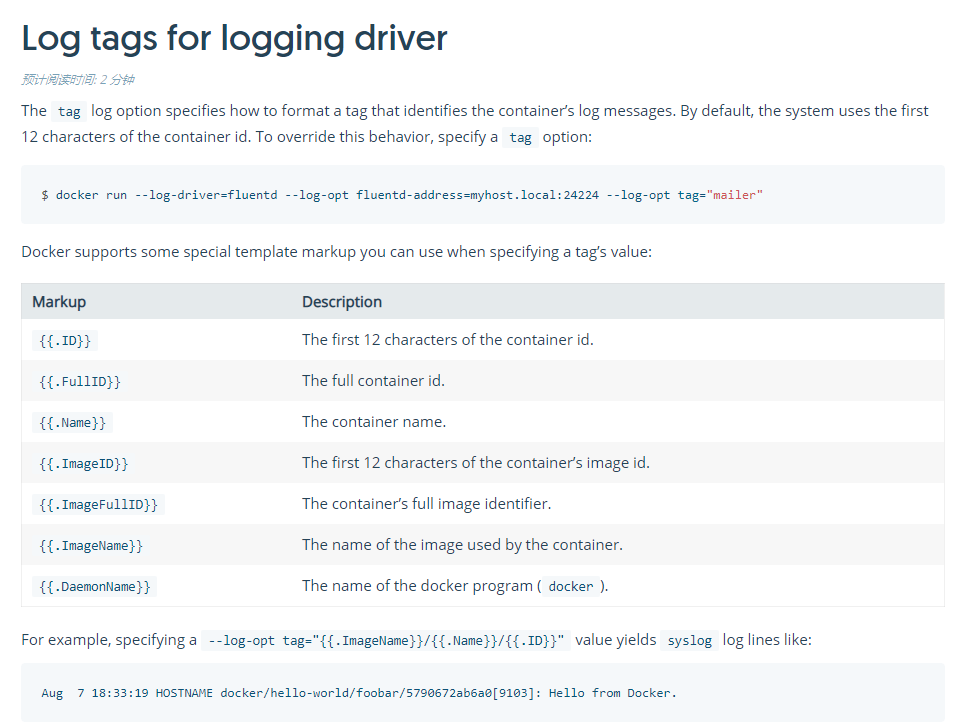 Log tags for logging driver
预计阅读时间: 2 分钟
The tag log option specifies how to format a tag that identifies the container’s log messages. By default, the system uses the first
12 characters of the container id. To override this behavior, specify a tag option:
$ docker run --log-driver=fluentd --log-opt fluentd-address=myhost.local:24224 --log-opt tag="mailer"
Docker supports some special template markup you can use when specifying a tag’s value:
Markup Description
{{.ID}} The first 12 characters of the container id.
{{.FullID}} The full container id.
{{.Name}} The container name.
{{.ImageID}} The first 12 characters of the container’s image id.
{{.ImageFullID}} The container’s full image identifier.
{{.ImageName}} The name of the image used by the container.
{{.DaemonName}} The name of the docker program ( docker ).
For example, specifying a --log-opt tag="{{.ImageName}}/{{.Name}}/{{.ID}}" value yields syslog log lines like:
Aug  7 18:33:19 HOSTNAME docker/hello-world/foobar/5790672ab6a0[9103]: Hello from Docker.